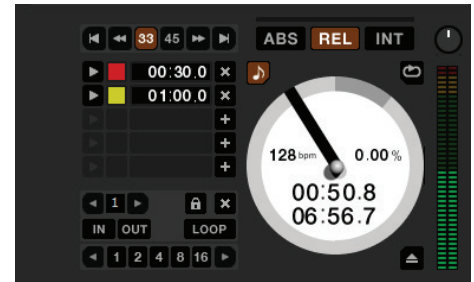 33 45 ABS REL INT
00:30.0
01:00.0
128 bpm 0.00 %
00:50.8
06:56.7
1
IN OUT LOOP
1 2 4 8 16